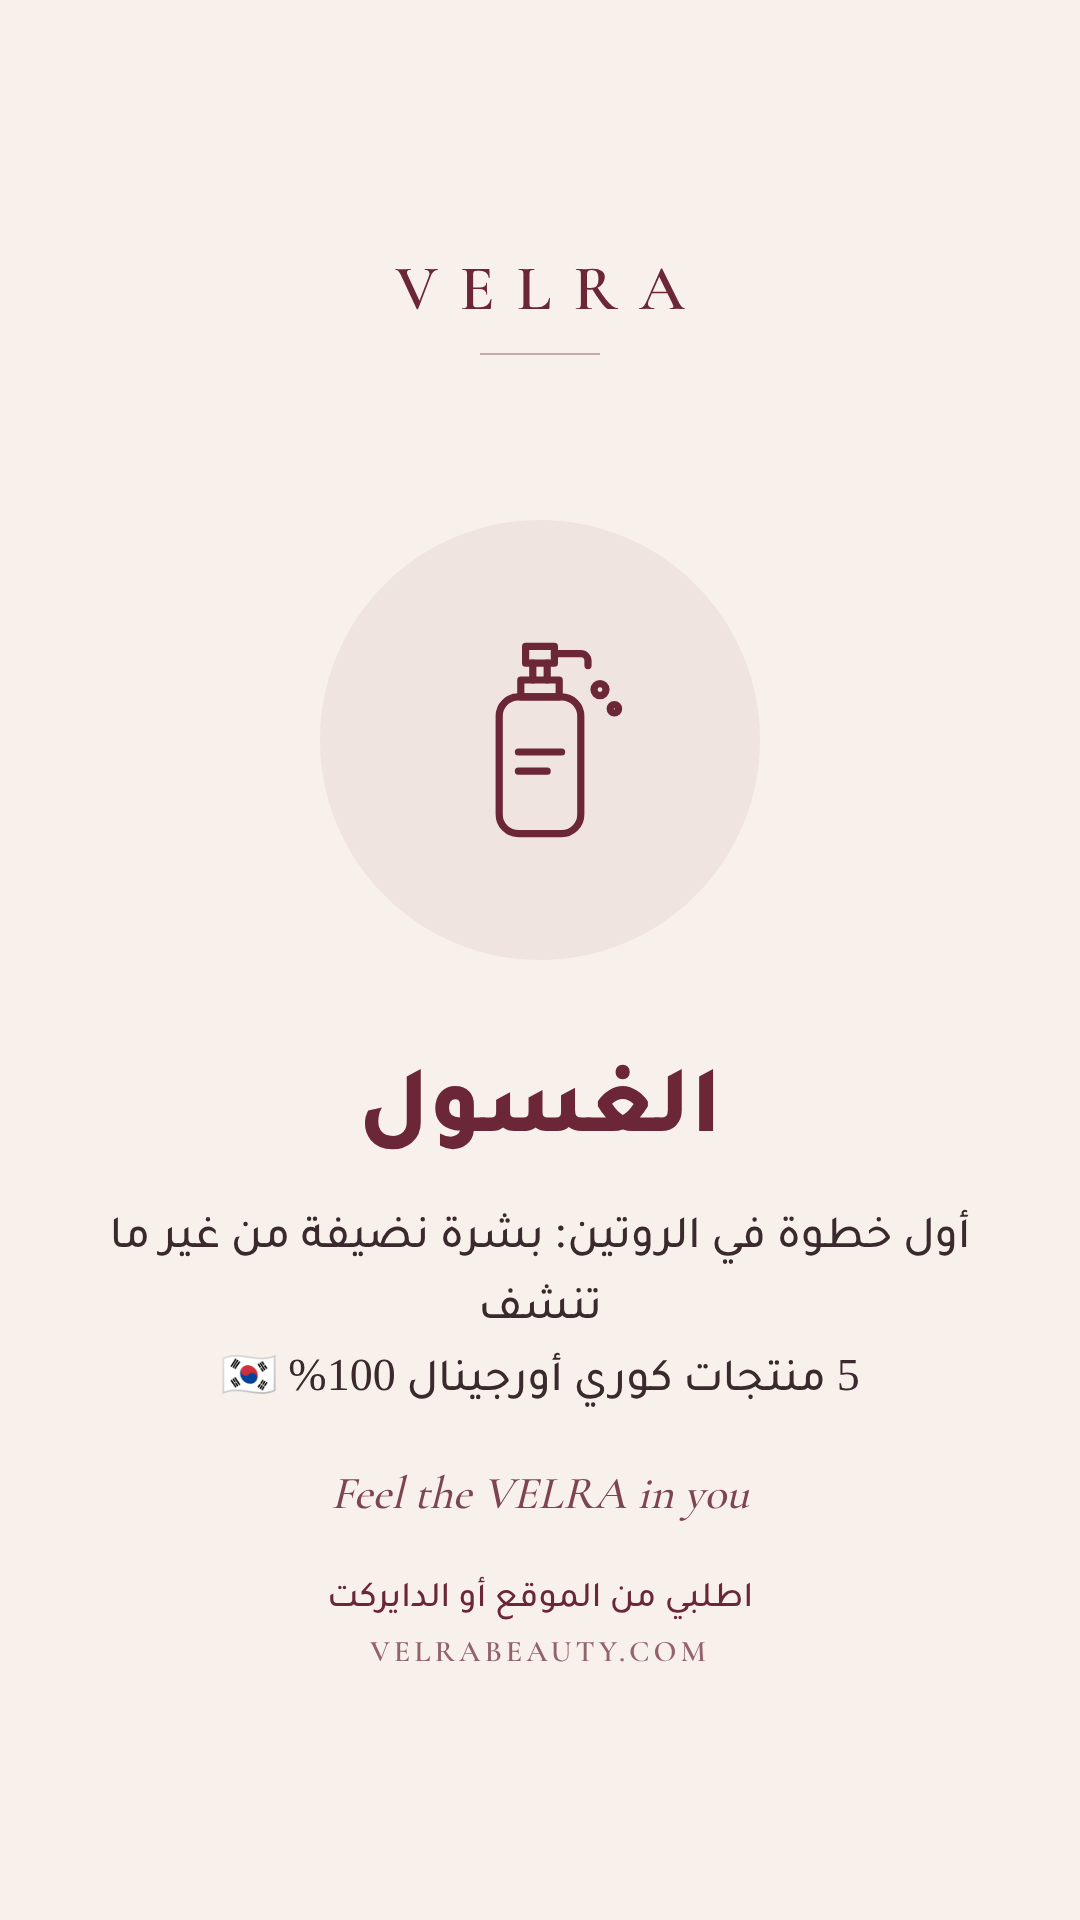 VELRA
الغسول
أول خطوة في الروتين: بشرة نضيفة من غير ما
تنشف
5 منتجات كوري أورجينال 100% 🇰🇷
Feel the VELRA in you
اطلبي من الموقع أو الدايركت
VELRABEAUTY.COM